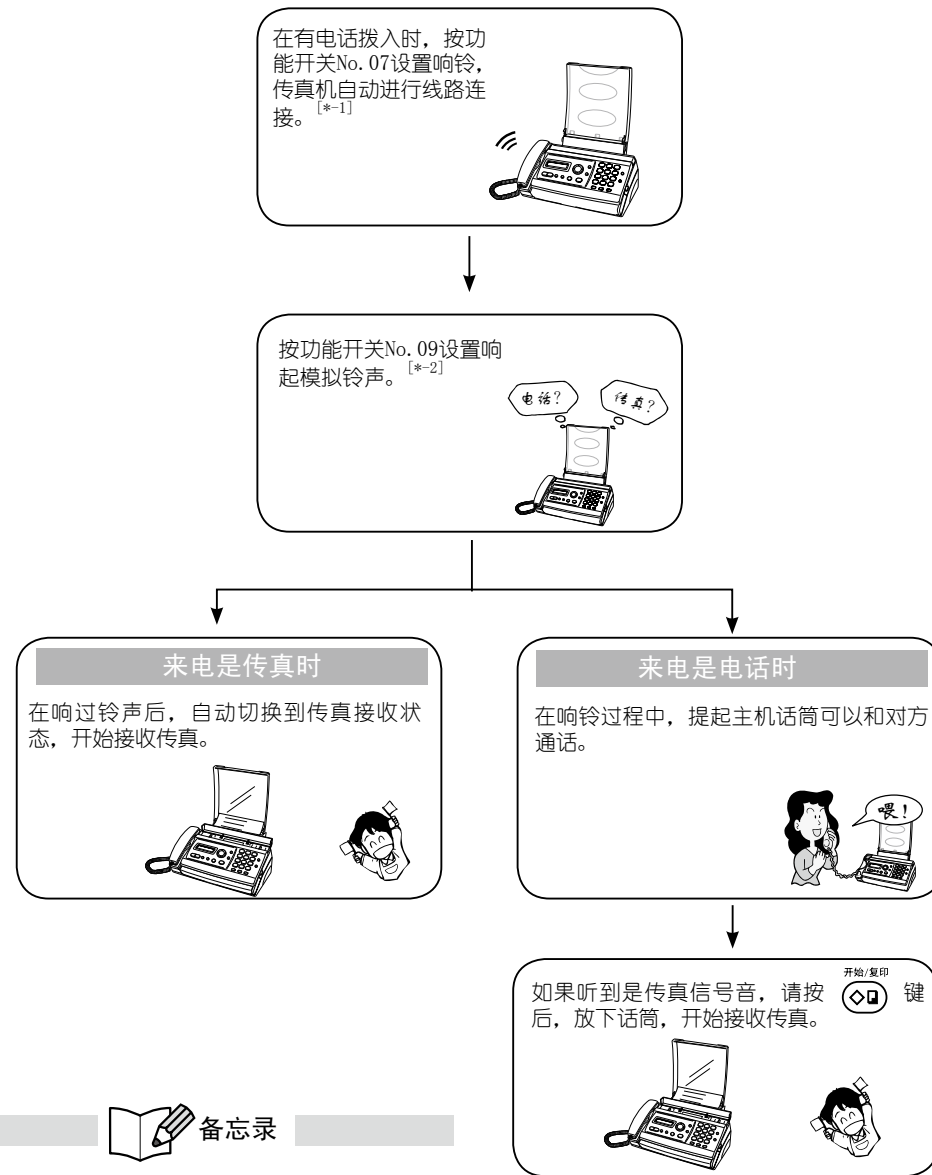 在有电话拨入时，按功
能开关No.07设置响铃，
传真机自动进行线路连
接。[*-1]
按功能开关No.09设置响
起模拟铃声。[*-2]
电话？
传真？
来电是传真时
在响过铃声后，自动切换到传真接收状
态，开始接收传真。
来电是电话时
在响铃过程中，提起主机话筒可以和对方
通话。
喂！
开始/复印
如果听到是传真信号音，请按 键
后，放下话筒，开始接收传真。
备忘录